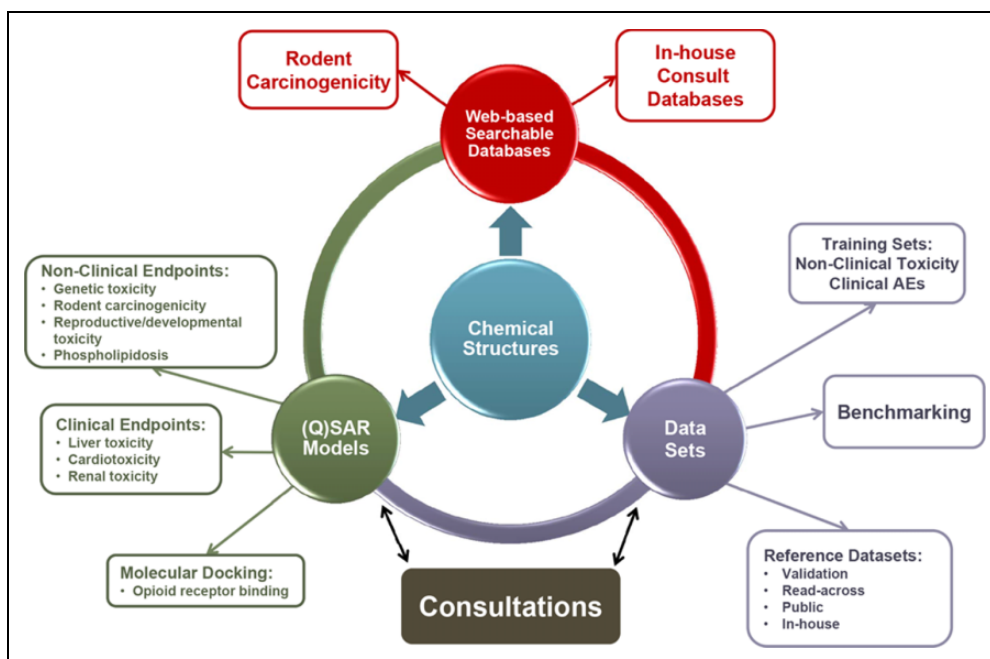 Rodent
Carcinogenicity
In-house
Consult
Databases
Web-based
Searchable
Databases
Training Sets:
Non-Clinical Toxicity
Clinical AEs
Non-Clinical Endpoints:
• Genetic toxicity
• Rodent carcinogenicity
• Reproductive/developmental
toxicity
• Phospholipidosis
Chemical
Structures
Benchmarking
Clinical Endpoints:
• Liver toxicity
• Cardiotoxicity
• Renal toxicity
(Q)SAR
Models
Data
Sets
Molecular Docking:
• Opioid receptor binding
Consultations
Reference Datasets:
• Validation
• Read-across
• Public
• In-house